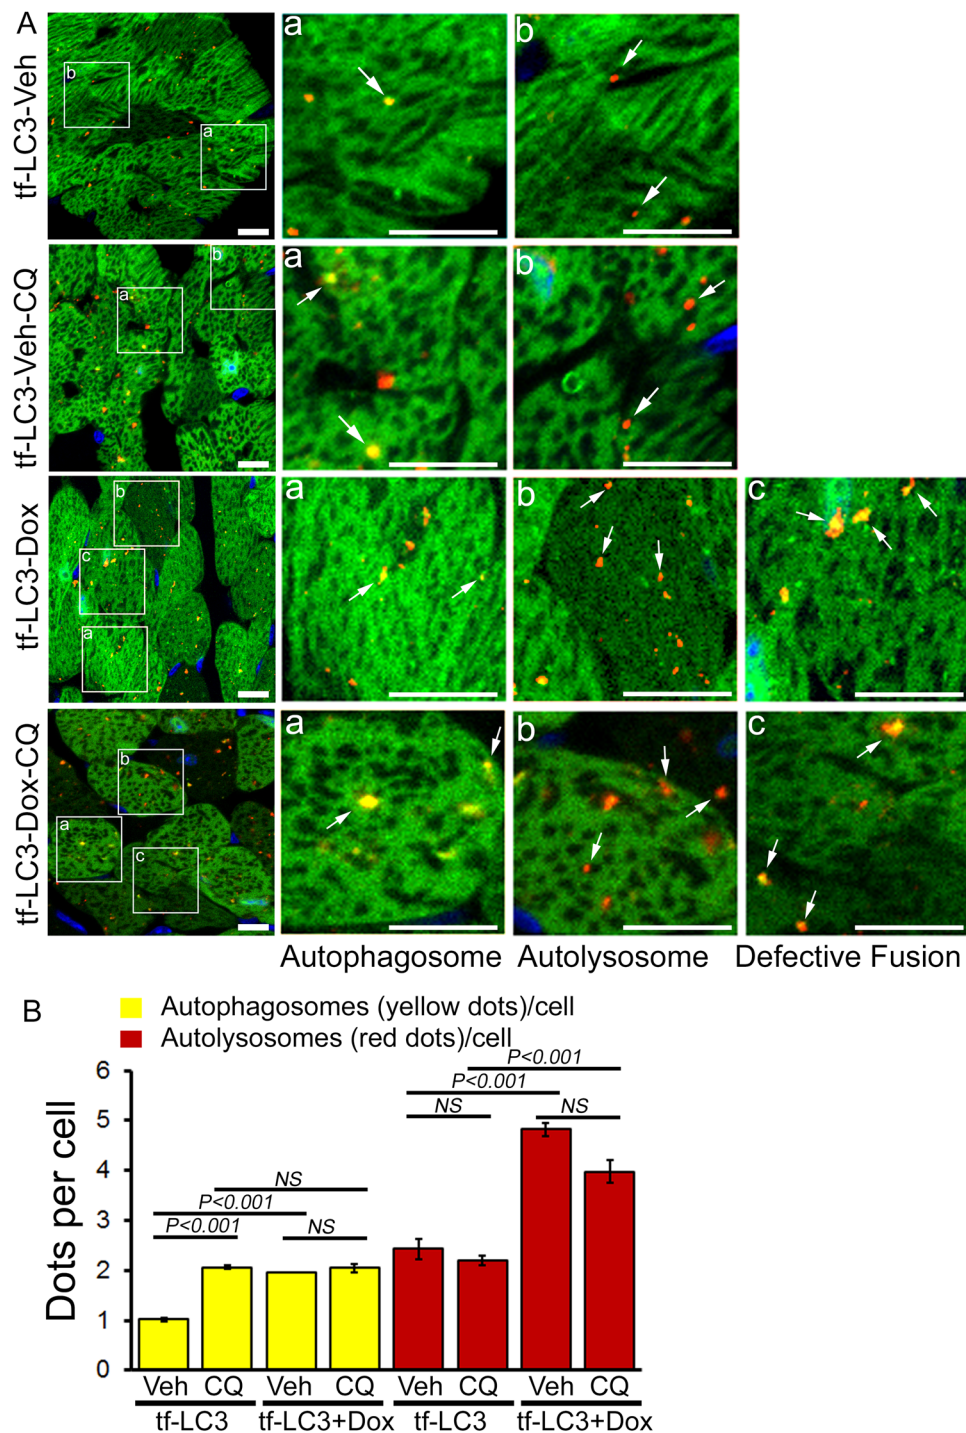 A
tf-LC3-Veh
b
a
a
b
tf-LC3-Veh-CQ
a
b
a
b
tf-LC3-Dox
b
c
a
a
b
c
tf-LC3-Dox-CQ
b
a
c
a
b
c
Autophagosome
Autolysosome
Defective Fusion
B
Autophagosomes (yellow dots)/cell
Autolysosomes (red dots)/cell
Dots per cell
6
5
4
3
2
1
0
P<0.001
P<0.001
NS
NS
NS
P<0.001
P<0.001
NS
Veh CQ Veh CQ Veh CQ Veh CQ
tf-LC3 tf-LC3+Dox tf-LC3 tf-LC3+Dox